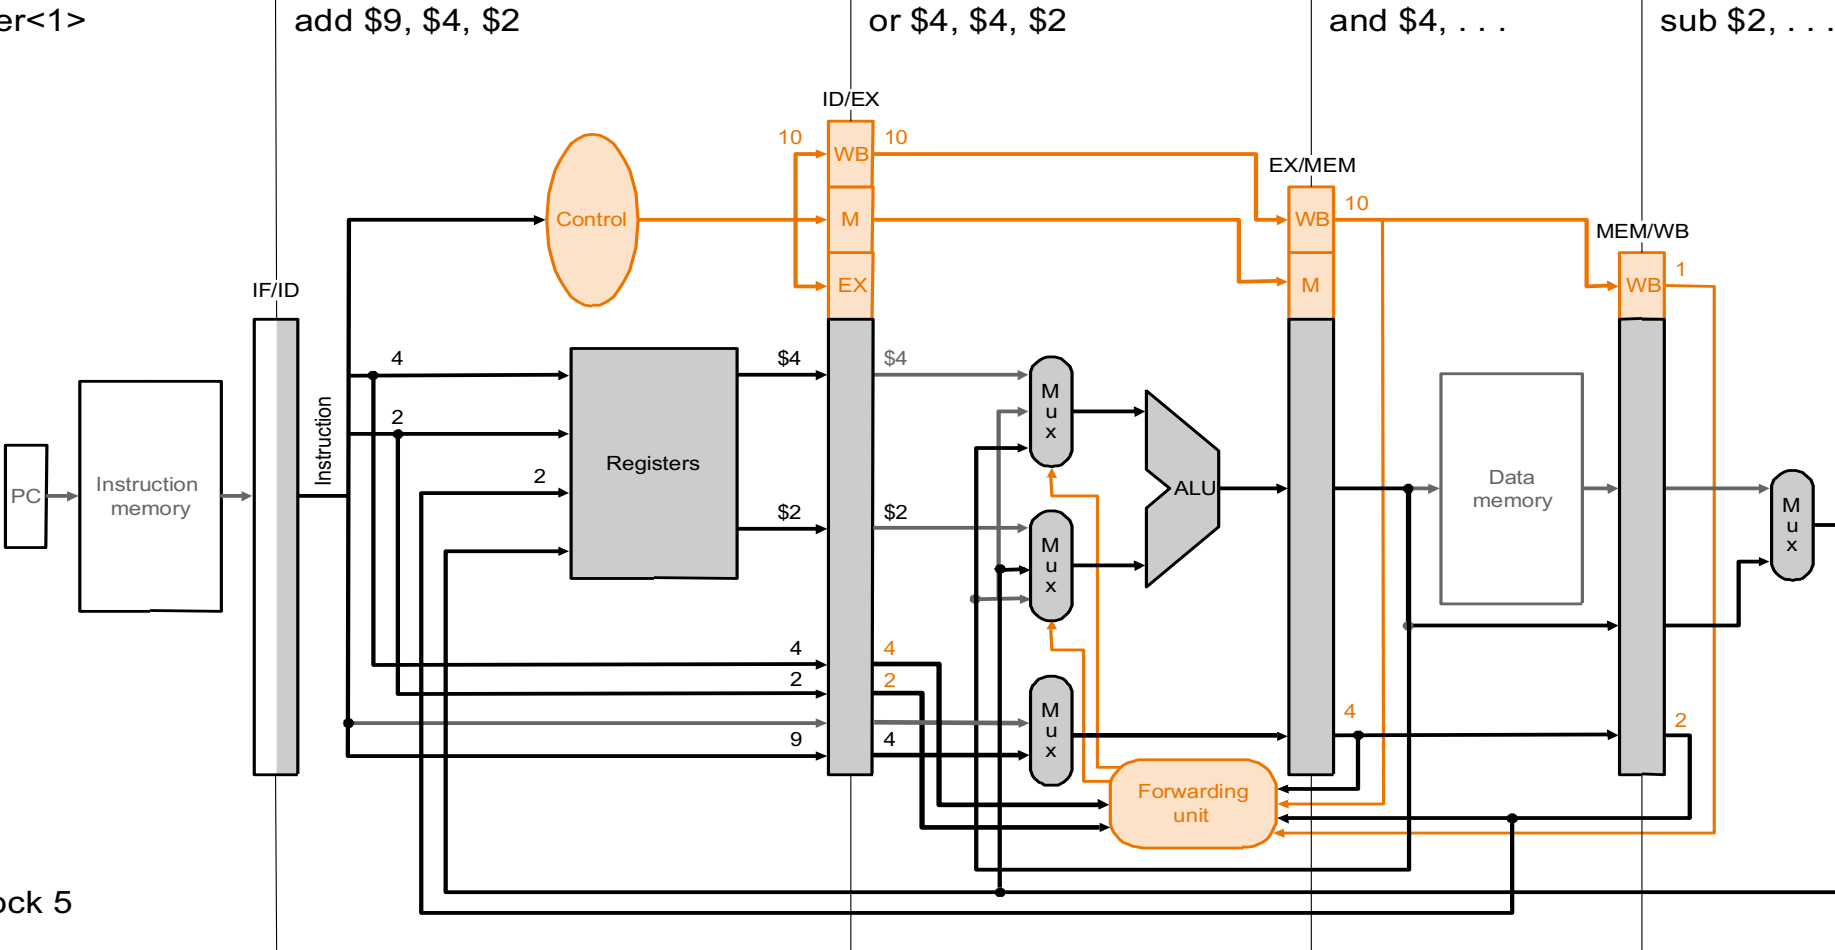 er<1>
add $9, $4, $2
or $4, $4, $2
and $4, . . .
sub $2, . . .
ID/EX
10
WB
10
EX/MEM
Control
M
WB
10
MEM/WB
EX
M
WB
1
IF/ID
4
$4
$4
M
u
x
Instruction
2
PC
Instruction
memory
2
Registers
ALU
Data
memory
$2
$2
M
u
x
M
u
x
4
4
2
2
M
u
x
9
4
4
2
Forwarding
unit
ock 5